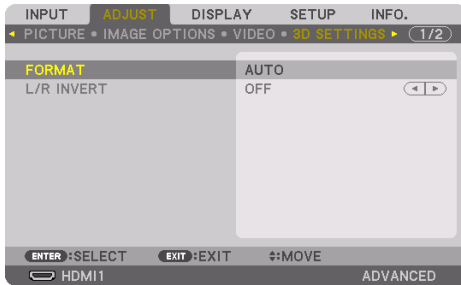 INPUT ADJUST DISPLAY SETUP INFO.
PICTURE • IMAGE OPTIONS • VIDEO • 3D SETTINGS 1/2
FORMAT AUTO
L/R INVERT OFF
ENTER:SELECT EXIT:EXIT :MOVE
HDMI1 ADVANCED